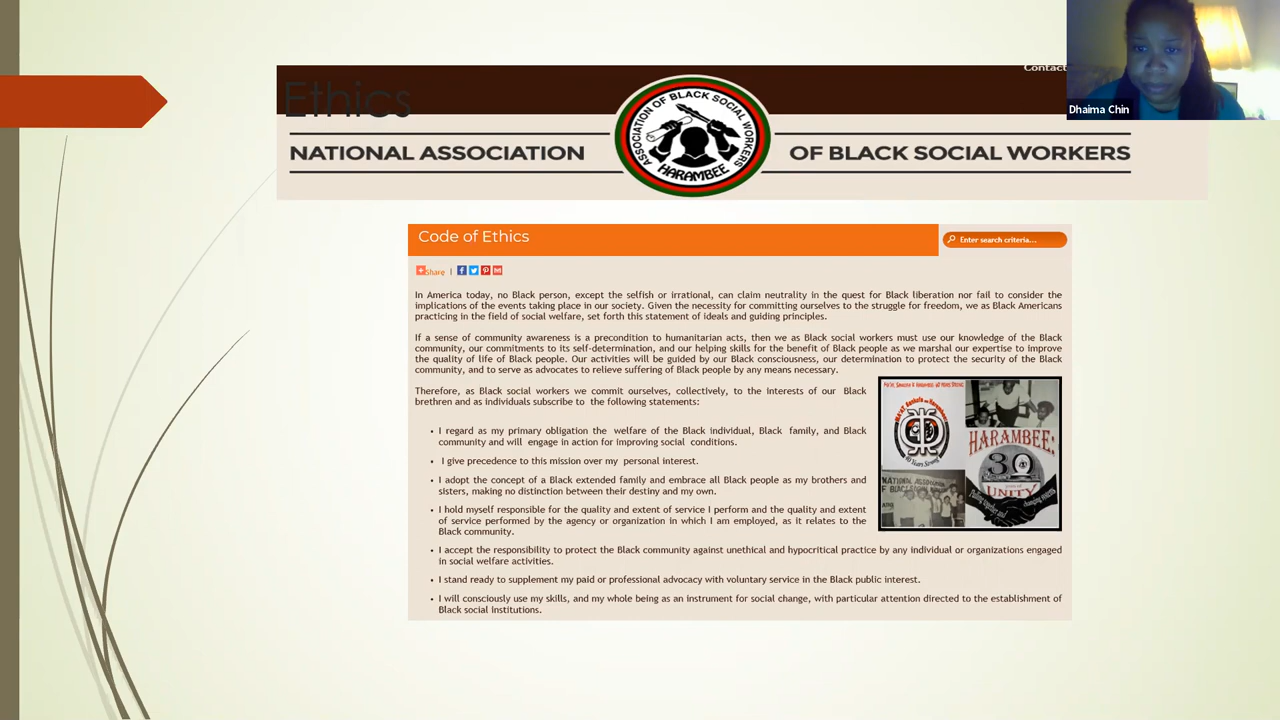 Contact
Dhaima Chin
Ethics
NATIONAL ASSOCIATION
ASSOCIATION OF BLACK SOCIAL WORKERS
HARAMBEE
OF BLACK SOCIAL WORKERS
Code of Ethics
Enter search criteria...
Share |
In America today, no Black person, except the selfish or irrational, can claim neutrality in the quest for Black liberation nor fail to consider the
implications of the events taking place in our society. Given the necessity for committing ourselves to the struggle for freedom, we as Black Americans
practicing in the field of social welfare, set forth this statement of ideals and guiding principles.
If a sense of community awareness is a precondition to humanitarian acts, then we as Black social workers must use our knowledge of the Black
community, our commitments to its self-determination, and our helping skills for the benefit of Black people as we marshal our expertise to improve
the quality of life of Black people. Our activities will be guided by our Black consciousness, our determination to protect the security of the Black
community, and to serve as advocates to relieve suffering of Black people by any means necessary.
Therefore, as Black social workers we commit ourselves, collectively, to the interests of our Black
brethren and as individuals subscribe to the following statements:
• I regard as my primary obligation the welfare of the Black individual, Black family, and Black
community and will engage in action for improving social conditions.
• I give precedence to this mission over my personal interest.
• I adopt the concept of a Black extended family and embrace all Black people as my brothers and
sisters, making no distinction between their destiny and my own.
• I hold myself responsible for the quality and extent of service I perform and the quality and extent
of service performed by the agency or organization in which I am employed, as it relates to the
Black community.
• I accept the responsibility to protect the Black community against unethical and hypocritical practice by any individual or organizations engaged
in social welfare activities.
• I stand ready to supplement my paid or professional advocacy with voluntary service in the Black public interest.
• I will consciously use my skills, and my whole being as an instrument for social change, with particular attention directed to the establishment of
Black social institutions.
HARAMBEE:
30
UNITY